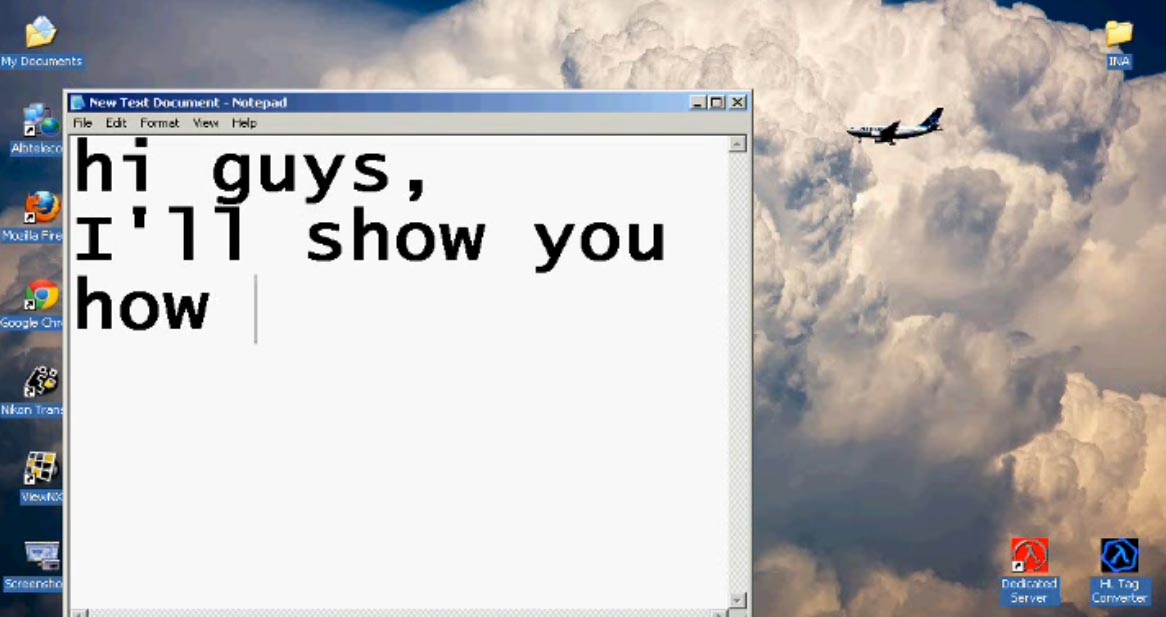 My Documents
INA
New Text Document - Notepad
File Edit Format View Help
hi guys,
I'll show you
how
Albteleco
Mozilla Fire
Google Chr
Nikon Trans
ViewNX
Screensho
Dedicated
Server
HL Tag
Converter